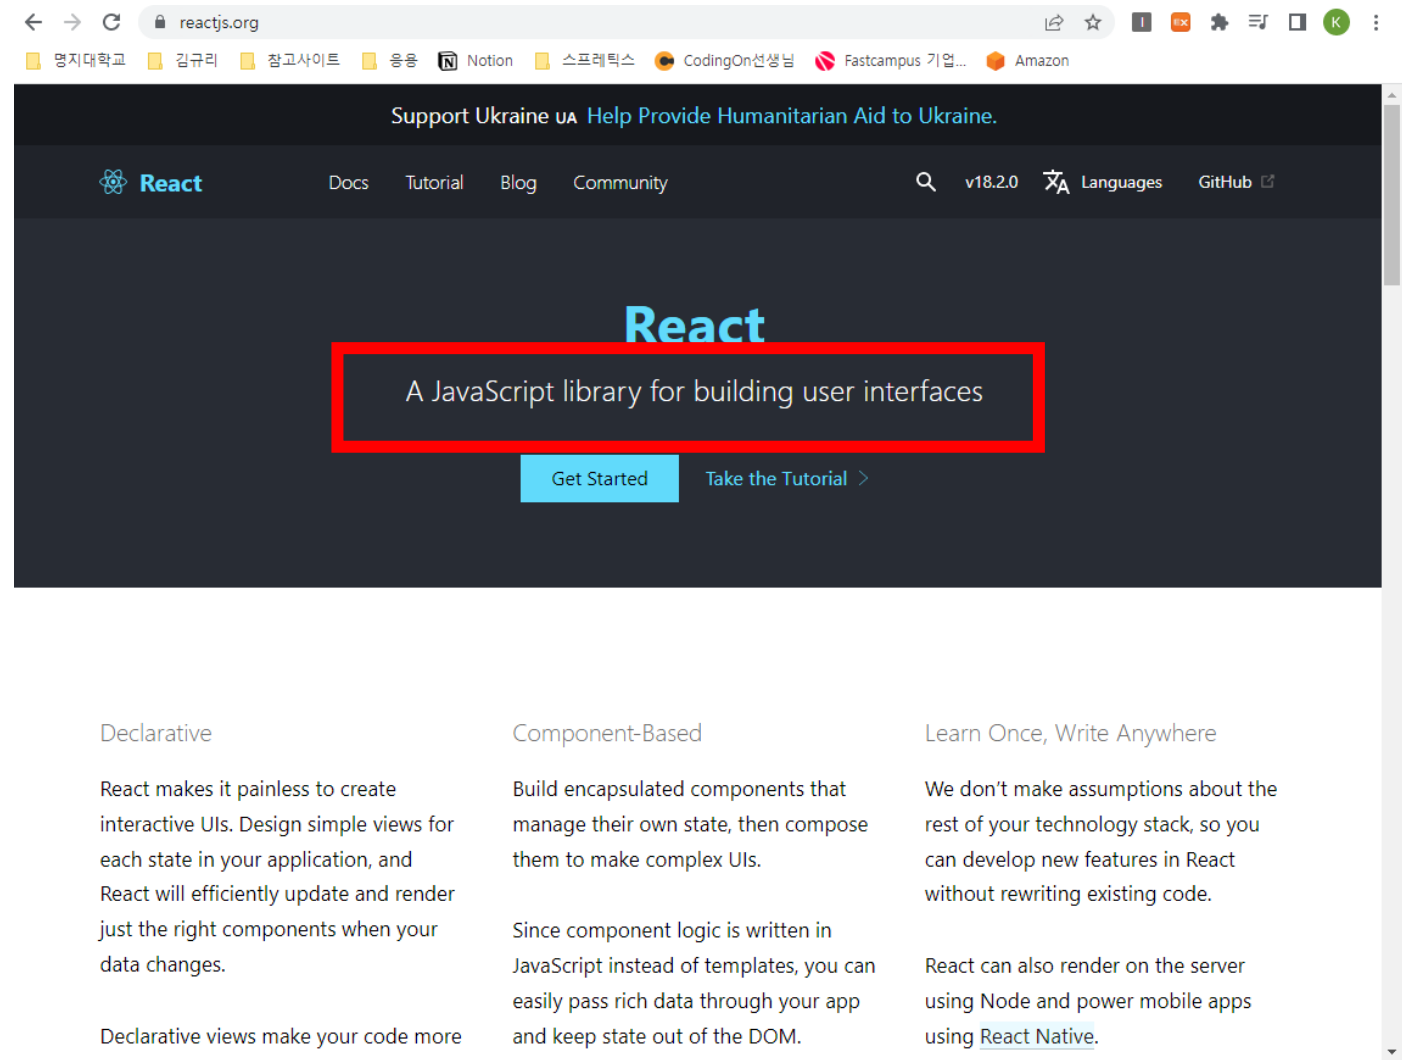 reactjs.org
K
명지대학교 김규리 참고사이트 응용 Notion 스프레틱스 CodingOn선생님 Fastcampus 기업... Amazon
Support Ukraine UA Help Provide Humanitarian Aid to Ukraine.
React Docs Tutorial Blog Community v18.2.0 Languages GitHub
React
A JavaScript library for building user interfaces
Get Started Take the Tutorial
Declarative
React makes it painless to create
interactive UIs. Design simple views for
each state in your application, and
React will efficiently update and render
just the right components when your
data changes.
Declarative views make your code more
Component-Based
Build encapsulated components that
manage their own state, then compose
them to make complex UIs.
Since component logic is written in
JavaScript instead of templates, you can
easily pass rich data through your app
and keep state out of the DOM.
Learn Once, Write Anywhere
We don’t make assumptions about the
rest of your technology stack, so you
can develop new features in React
without rewriting existing code.
React can also render on the server
using Node and power mobile apps
using React Native.